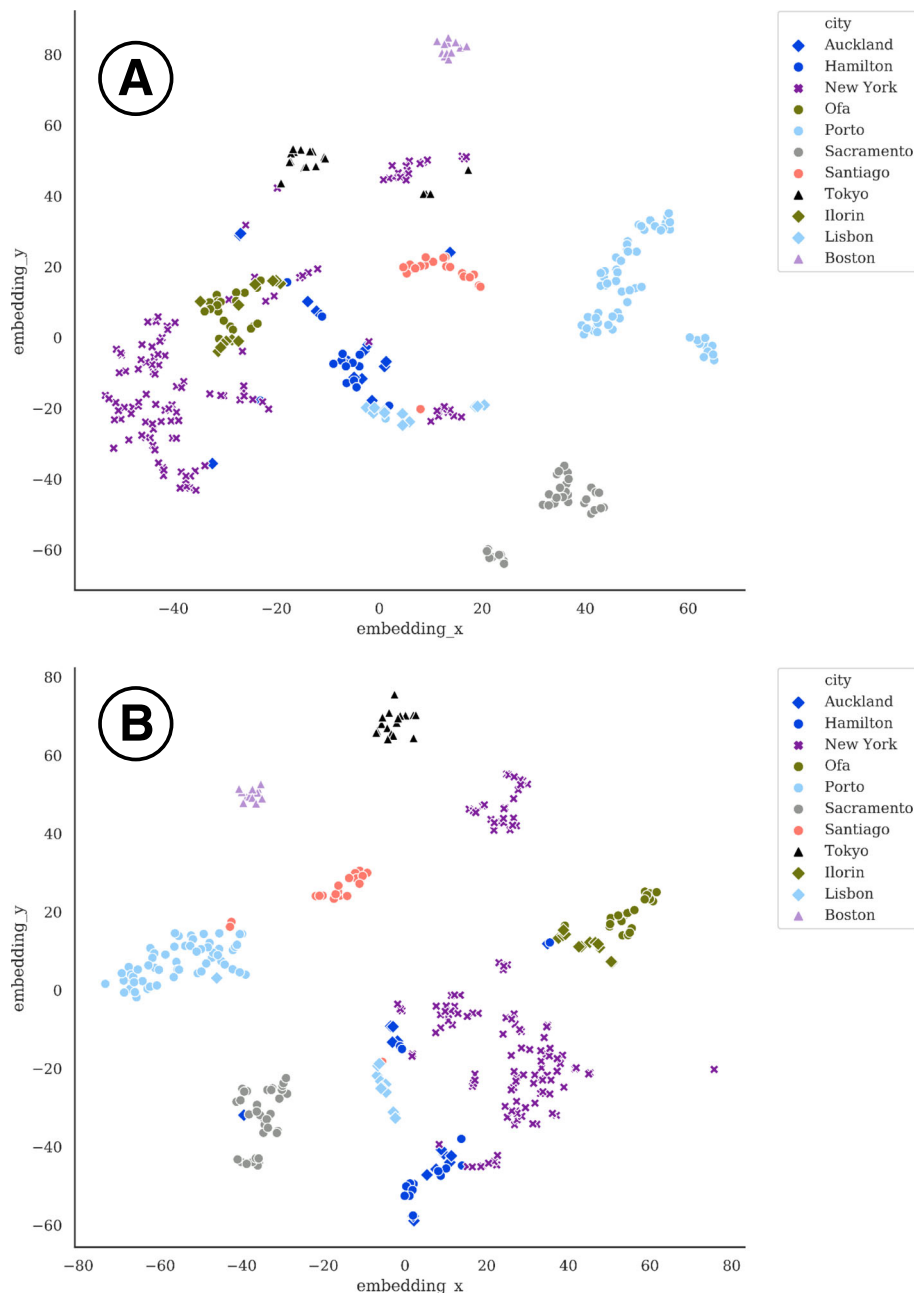 A
80
60
40
20
0
−20
−40
−60
embedding_y
−40 −20 0 20 40 60
embedding_x
city
Auckland
Hamilton
New York
Ofa
Porto
Sacramento
Santiago
Tokyo
Ilorin
Lisbon
Boston
B
80
60
40
20
0
−20
−40
−60
embedding_y
−80 −60 −40 −20 0 20 40 60 80
embedding_x
city
Auckland
Hamilton
New York
Ofa
Porto
Sacramento
Santiago
Tokyo
Ilorin
Lisbon
Boston